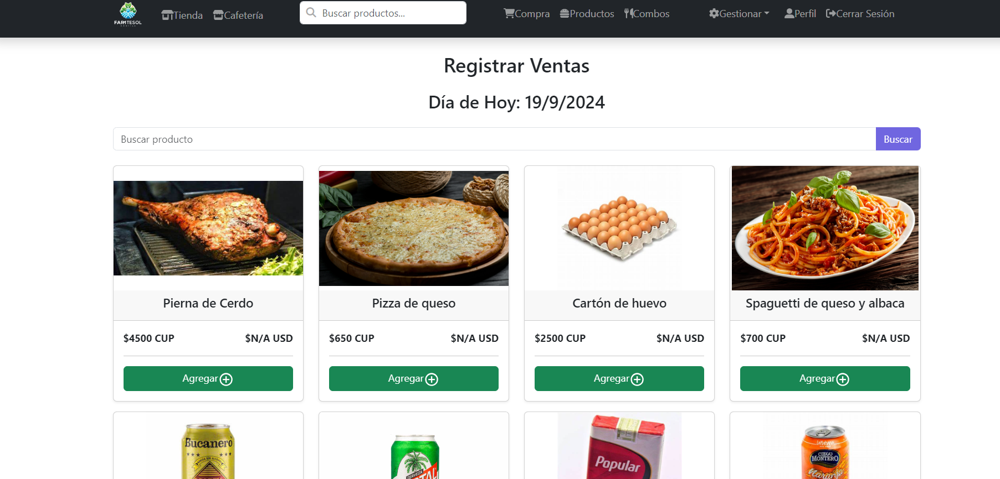 FARMTESOL
Tienda
Cafetería
Buscar productos...
Compra
Productos
Combos
Gestionar
Perfil
Cerrar Sesión
Registrar Ventas
Día de Hoy: 19/9/2024
Buscar producto
Buscar
Pierna de Cerdo
$4500 CUP $N/A USD
Agregar
Pizza de queso
$650 CUP $N/A USD
Agregar
Cartón de huevo
$2500 CUP $N/A USD
Agregar
Spaguetti de queso y albaca
$700 CUP $N/A USD
Agregar
Bucanero
CERVEZA
Popular
CIEGO
MONTERO
Naranja